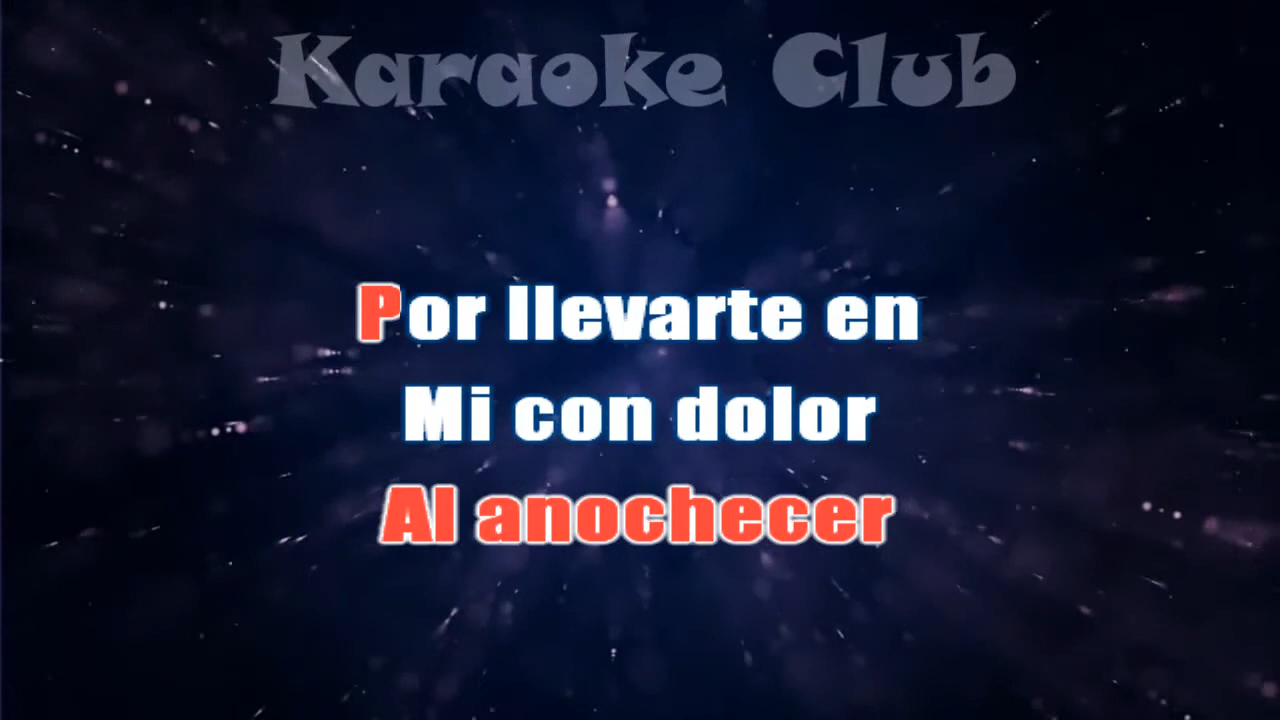 Karaoke Club
Por llevarte en
Mi con dolor
Al anochecer